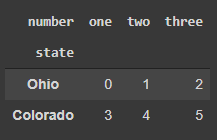 number one two three
state
Ohio 0 1 2
Colorado 3 4 5